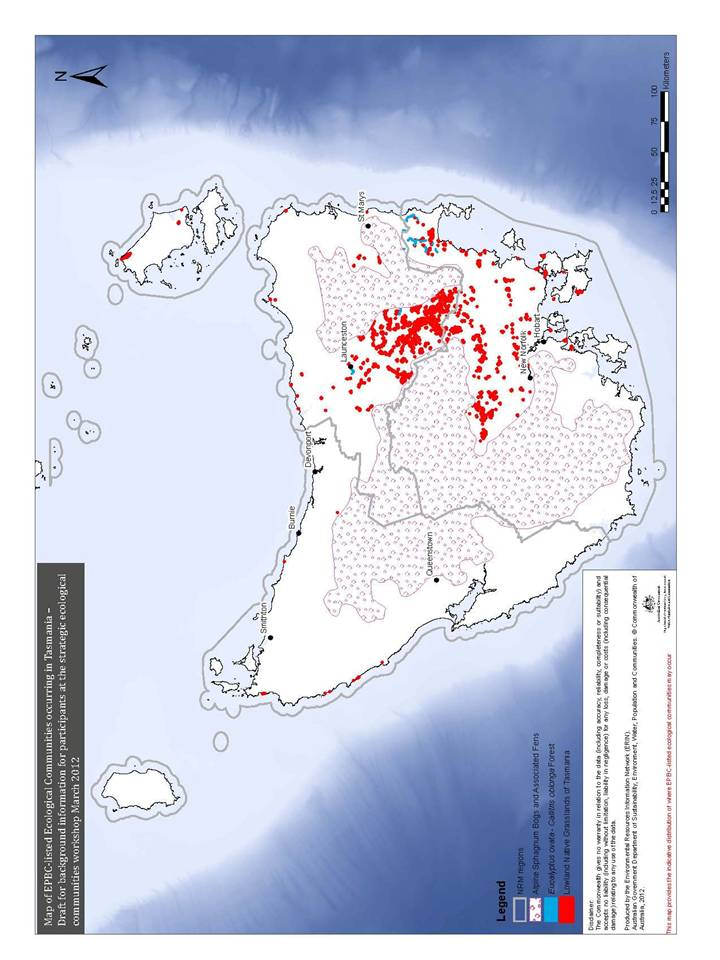 Map of EPBC-listed Ecological Communities occurring in Tasmania –
Draft for background information for participants at the strategic ecological
communities workshop March 2012
N
Smithton
Burnie
Devonport
Launceston
St Marys
Queenstown
New Norfolk
Hobart
0 12.5 25 50 75 100
Kilometers
Legend
NRM regions
Alpine Sphagnum Bogs and Associated Fens
Eucalyptus ovata - Callitris oblonga Forest
Lowland Native Grasslands of Tasmania
Disclaimer:
The Commonwealth gives no warranty in relation to the data (including accuracy, reliability, completeness or suitability) and
accepts no liability (including without limitation, liability in negligence) for any loss, damage or costs (including consequential
damage) relating to any use of the data.
Produced by the Environmental Resources Information Network (ERIN).
Australian Government Department of Sustainability, Environment, Water, Population and Communities. © Commonwealth of
Australia, 2012.
This map provides the indicative distribution of where EPBC-listed ecological communities may occur
Australian Government